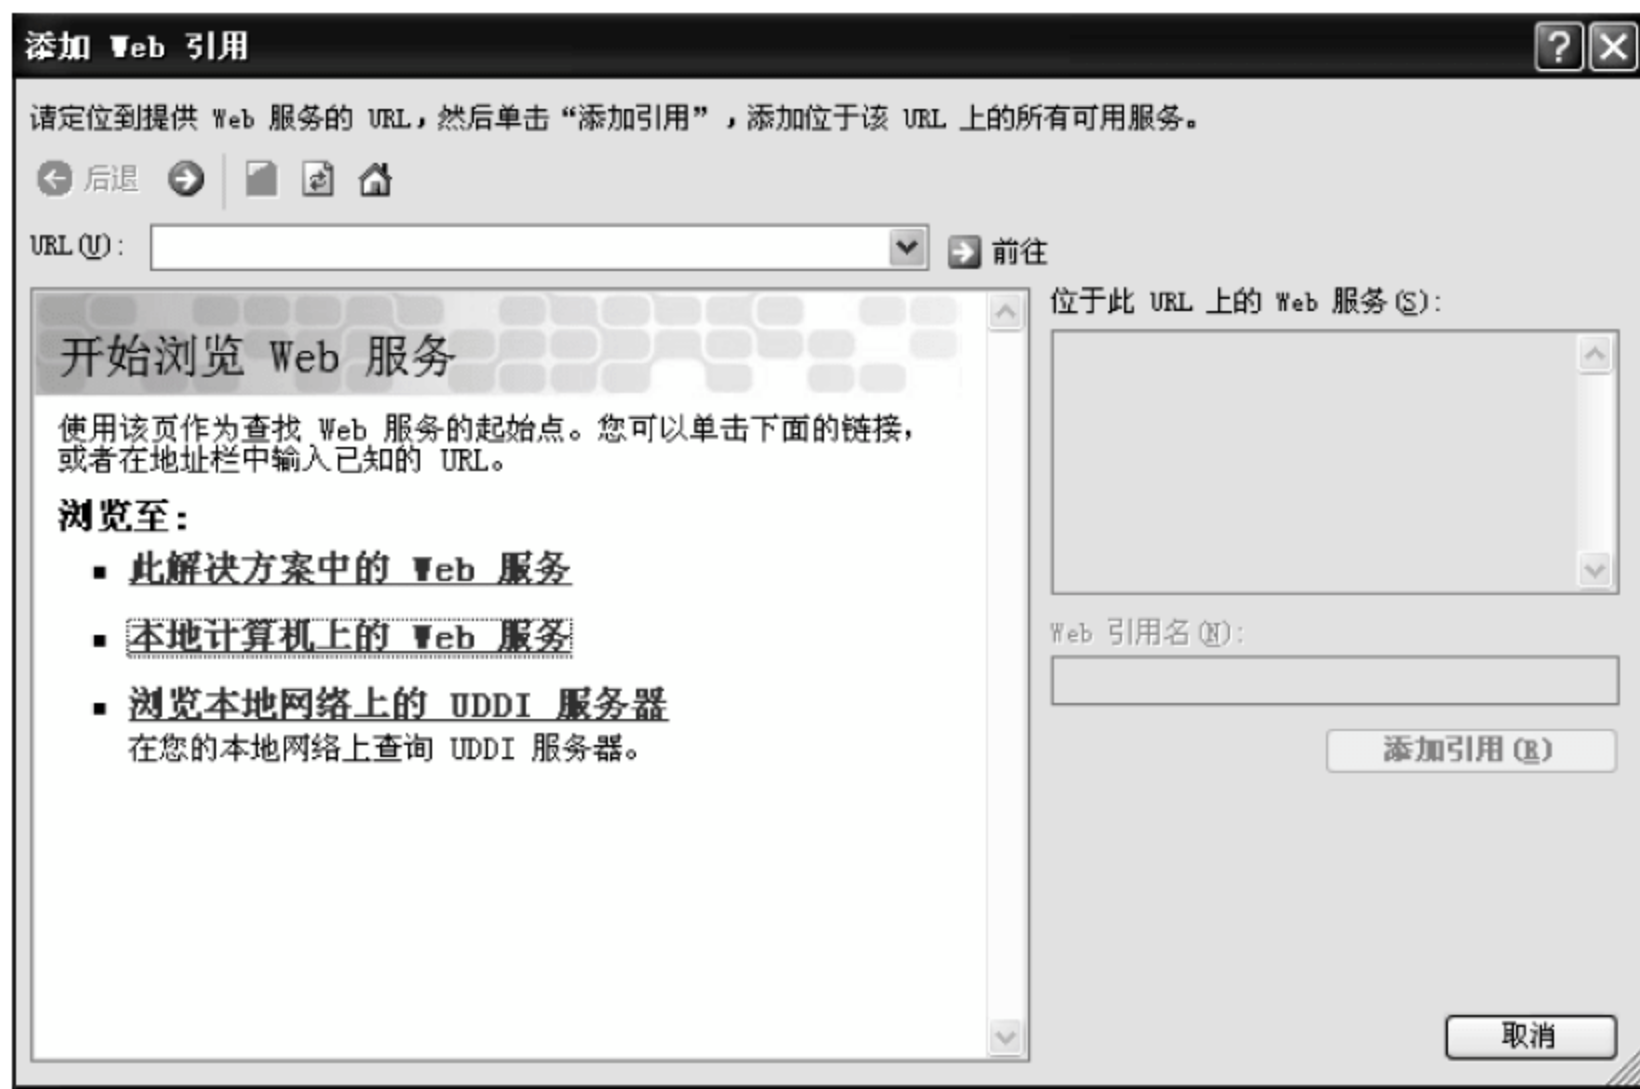 添加 Web 引用
请定位到提供 Web 服务的 URL，然后单击“添加引用”，添加位于该 URL 上的所有可用服务。
后退
URL(U):
前往
开始浏览 Web 服务
使用该页作为查找 Web 服务的起始点。您可以单击下面的链接，
或者在地址栏中输入已知的 URL。
浏览至:
此解决方案中的 Web 服务
本地计算机上的 Web 服务
浏览本地网络上的 UDDI 服务器
在您的本地网络上查询 UDDI 服务器。
位于此 URL 上的 Web 服务(S):
Web 引用名(N):
添加引用(R)
取消